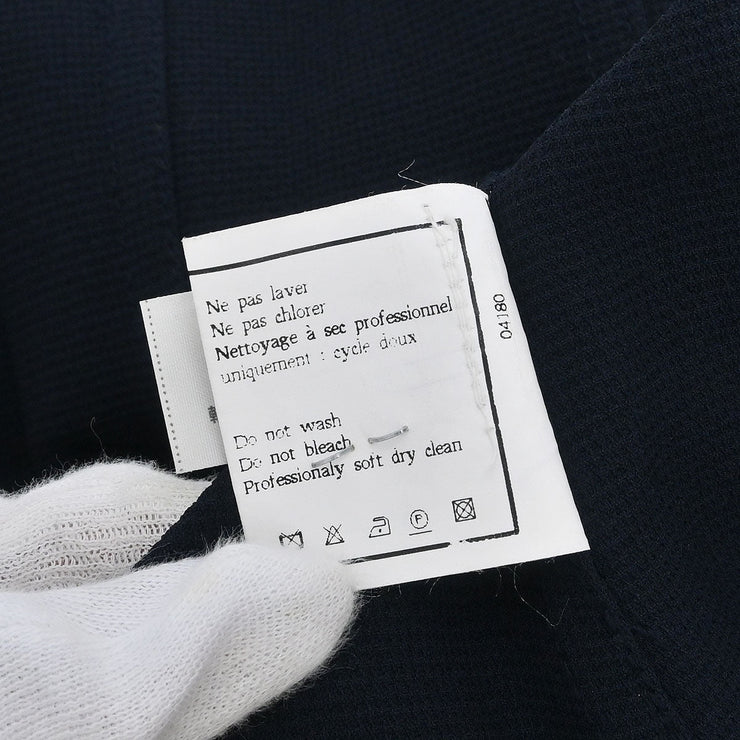 Ne pas laver
Ne pas chlorer
Nettoyage à sec professionnel
uniquement : cycle doux
Do not wash
Do not bleach
Professionaly soft dry clean
P
04180